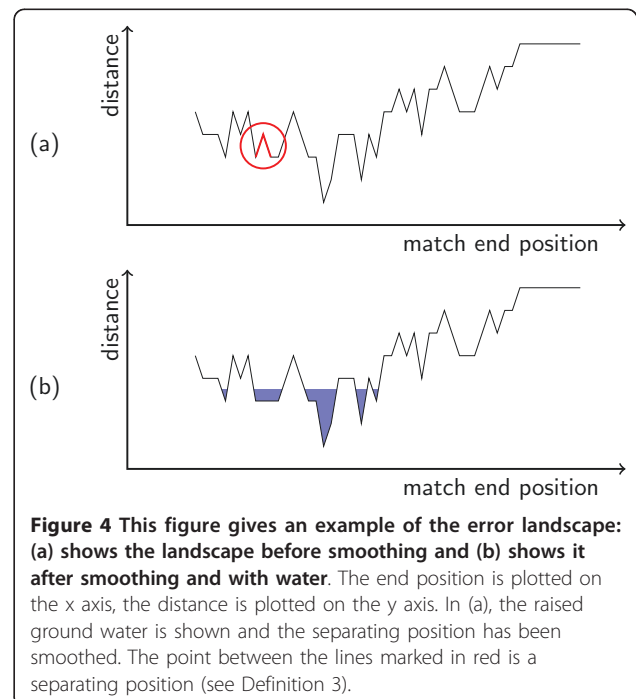 distance
(a)
match end position
distance
(b)
match end position
Figure 4 This figure gives an example of the error landscape:
(a) shows the landscape before smoothing and (b) shows it
after smoothing and with water. The end position is plotted on
the x axis, the distance is plotted on the y axis. In (a), the raised
ground water is shown and the separating position has been
smoothed. The point between the lines marked in red is a
separating position (see Definition 3).